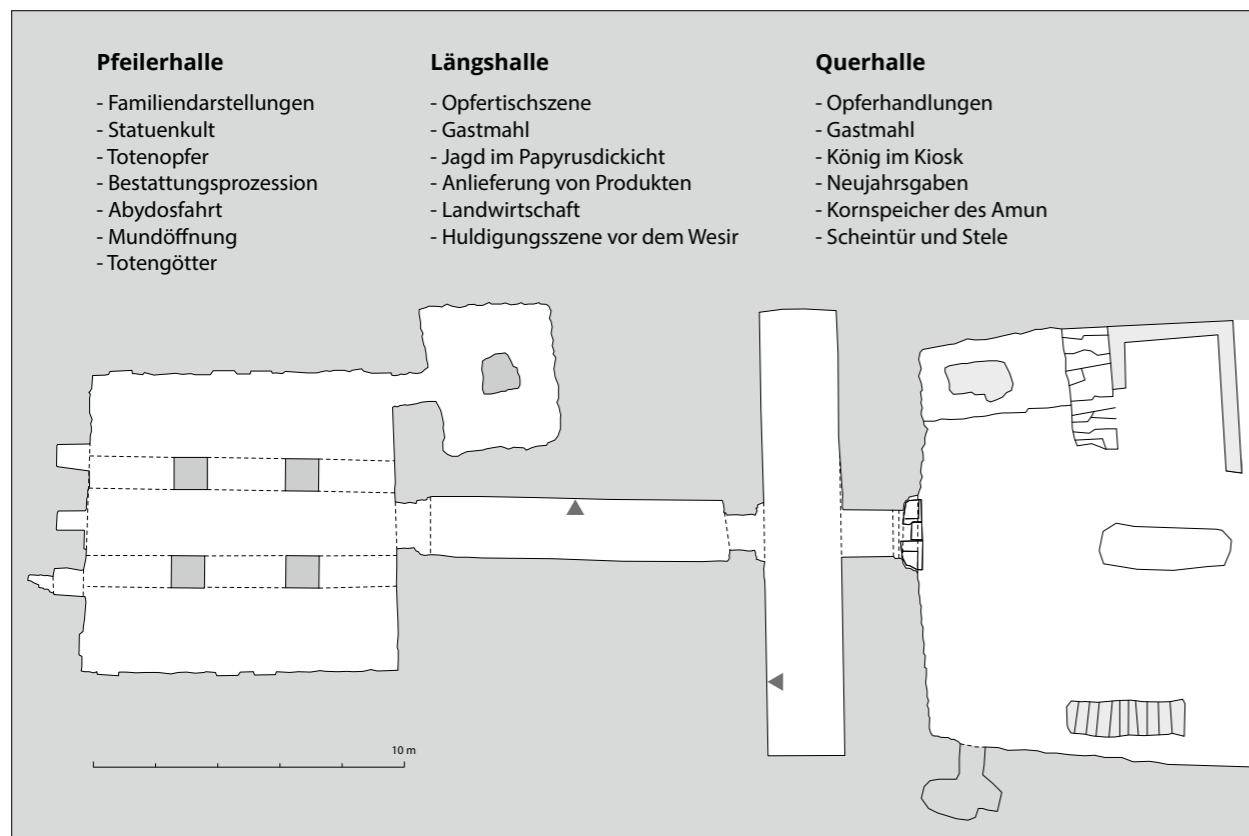 Pfeilerhalle
- Familiendarstellungen
- Statuenkult
- Totenopfer
- Bestattungsprozession
- Abydosfahrt
- Mundöffnung
- Totengötter
Längshalle
- Opfertischszene
- Gastmahl
- Jagd im Papyrusdickicht
- Anlieferung von Produkten
- Landwirtschaft
- Huldigungsszene vor dem Wesir
Querhalle
- Opferhandlungen
- Gastmahl
- König im Kiosk
- Neujahrsgaben
- Kornspeicher des Amun
- Scheintür und Stele
10 m